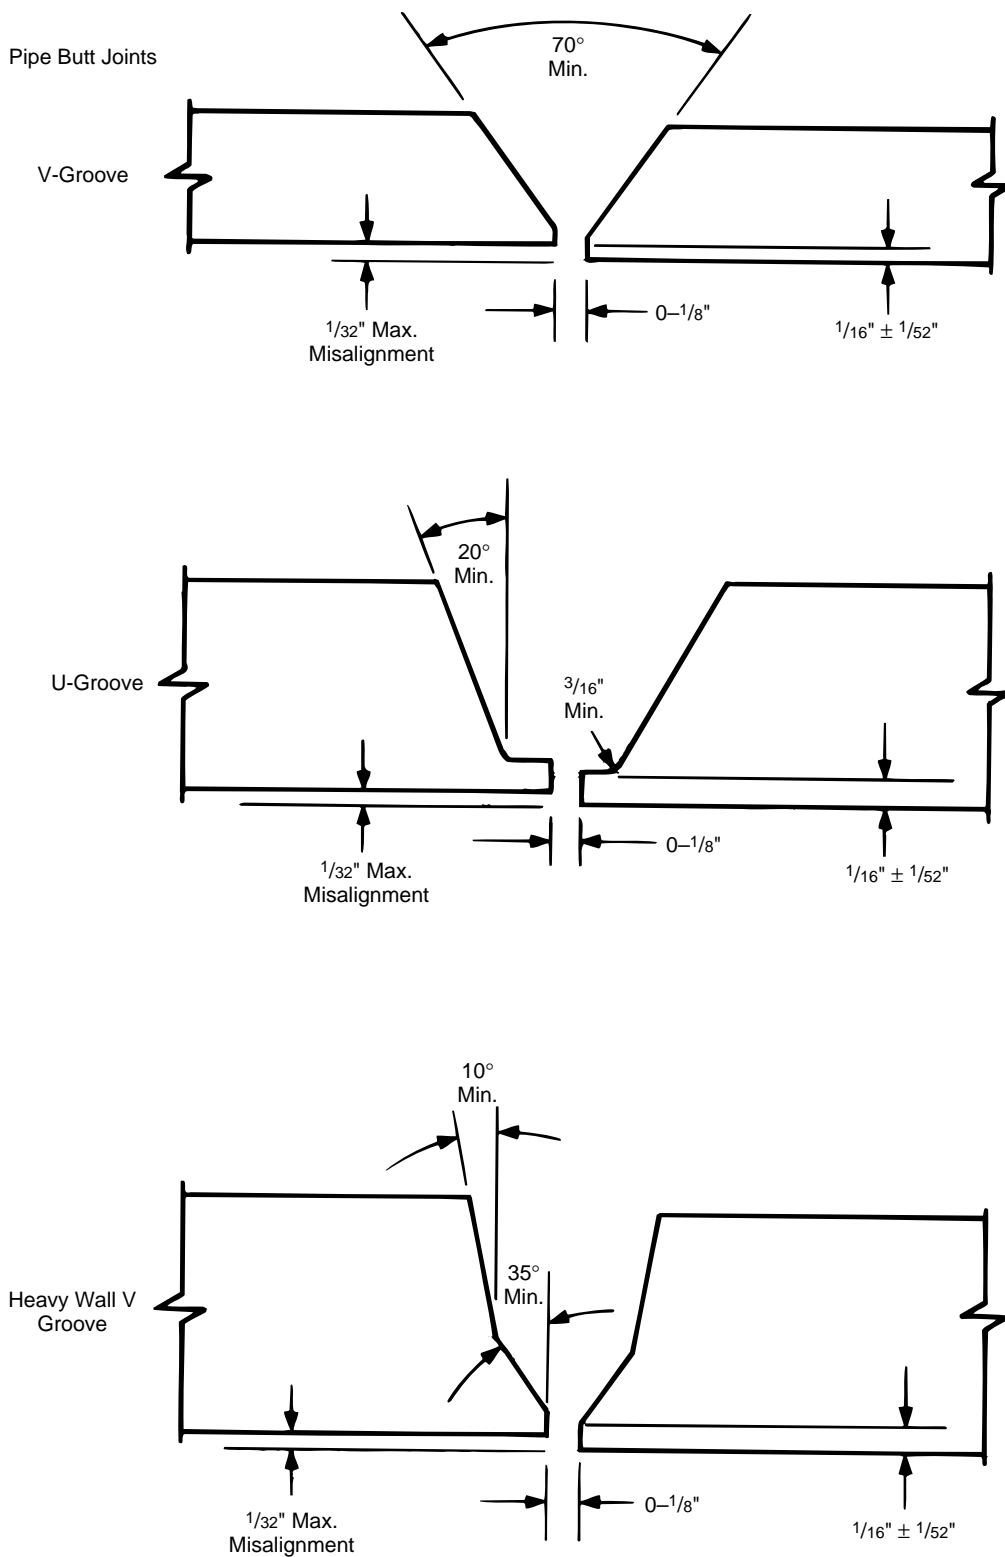 Pipe Butt Joints
70°
Min.
V-Groove
1/32" Max.
Misalignment
0–1/8"
1/16" ± 1/52"
20°
Min.
U-Groove
3/16"
Min.
1/32" Max.
Misalignment
0–1/8"
1/16" ± 1/52"
10°
Min.
35°
Min.
Heavy Wall V
Groove
1/32" Max.
Misalignment
0–1/8"
1/16" ± 1/52"